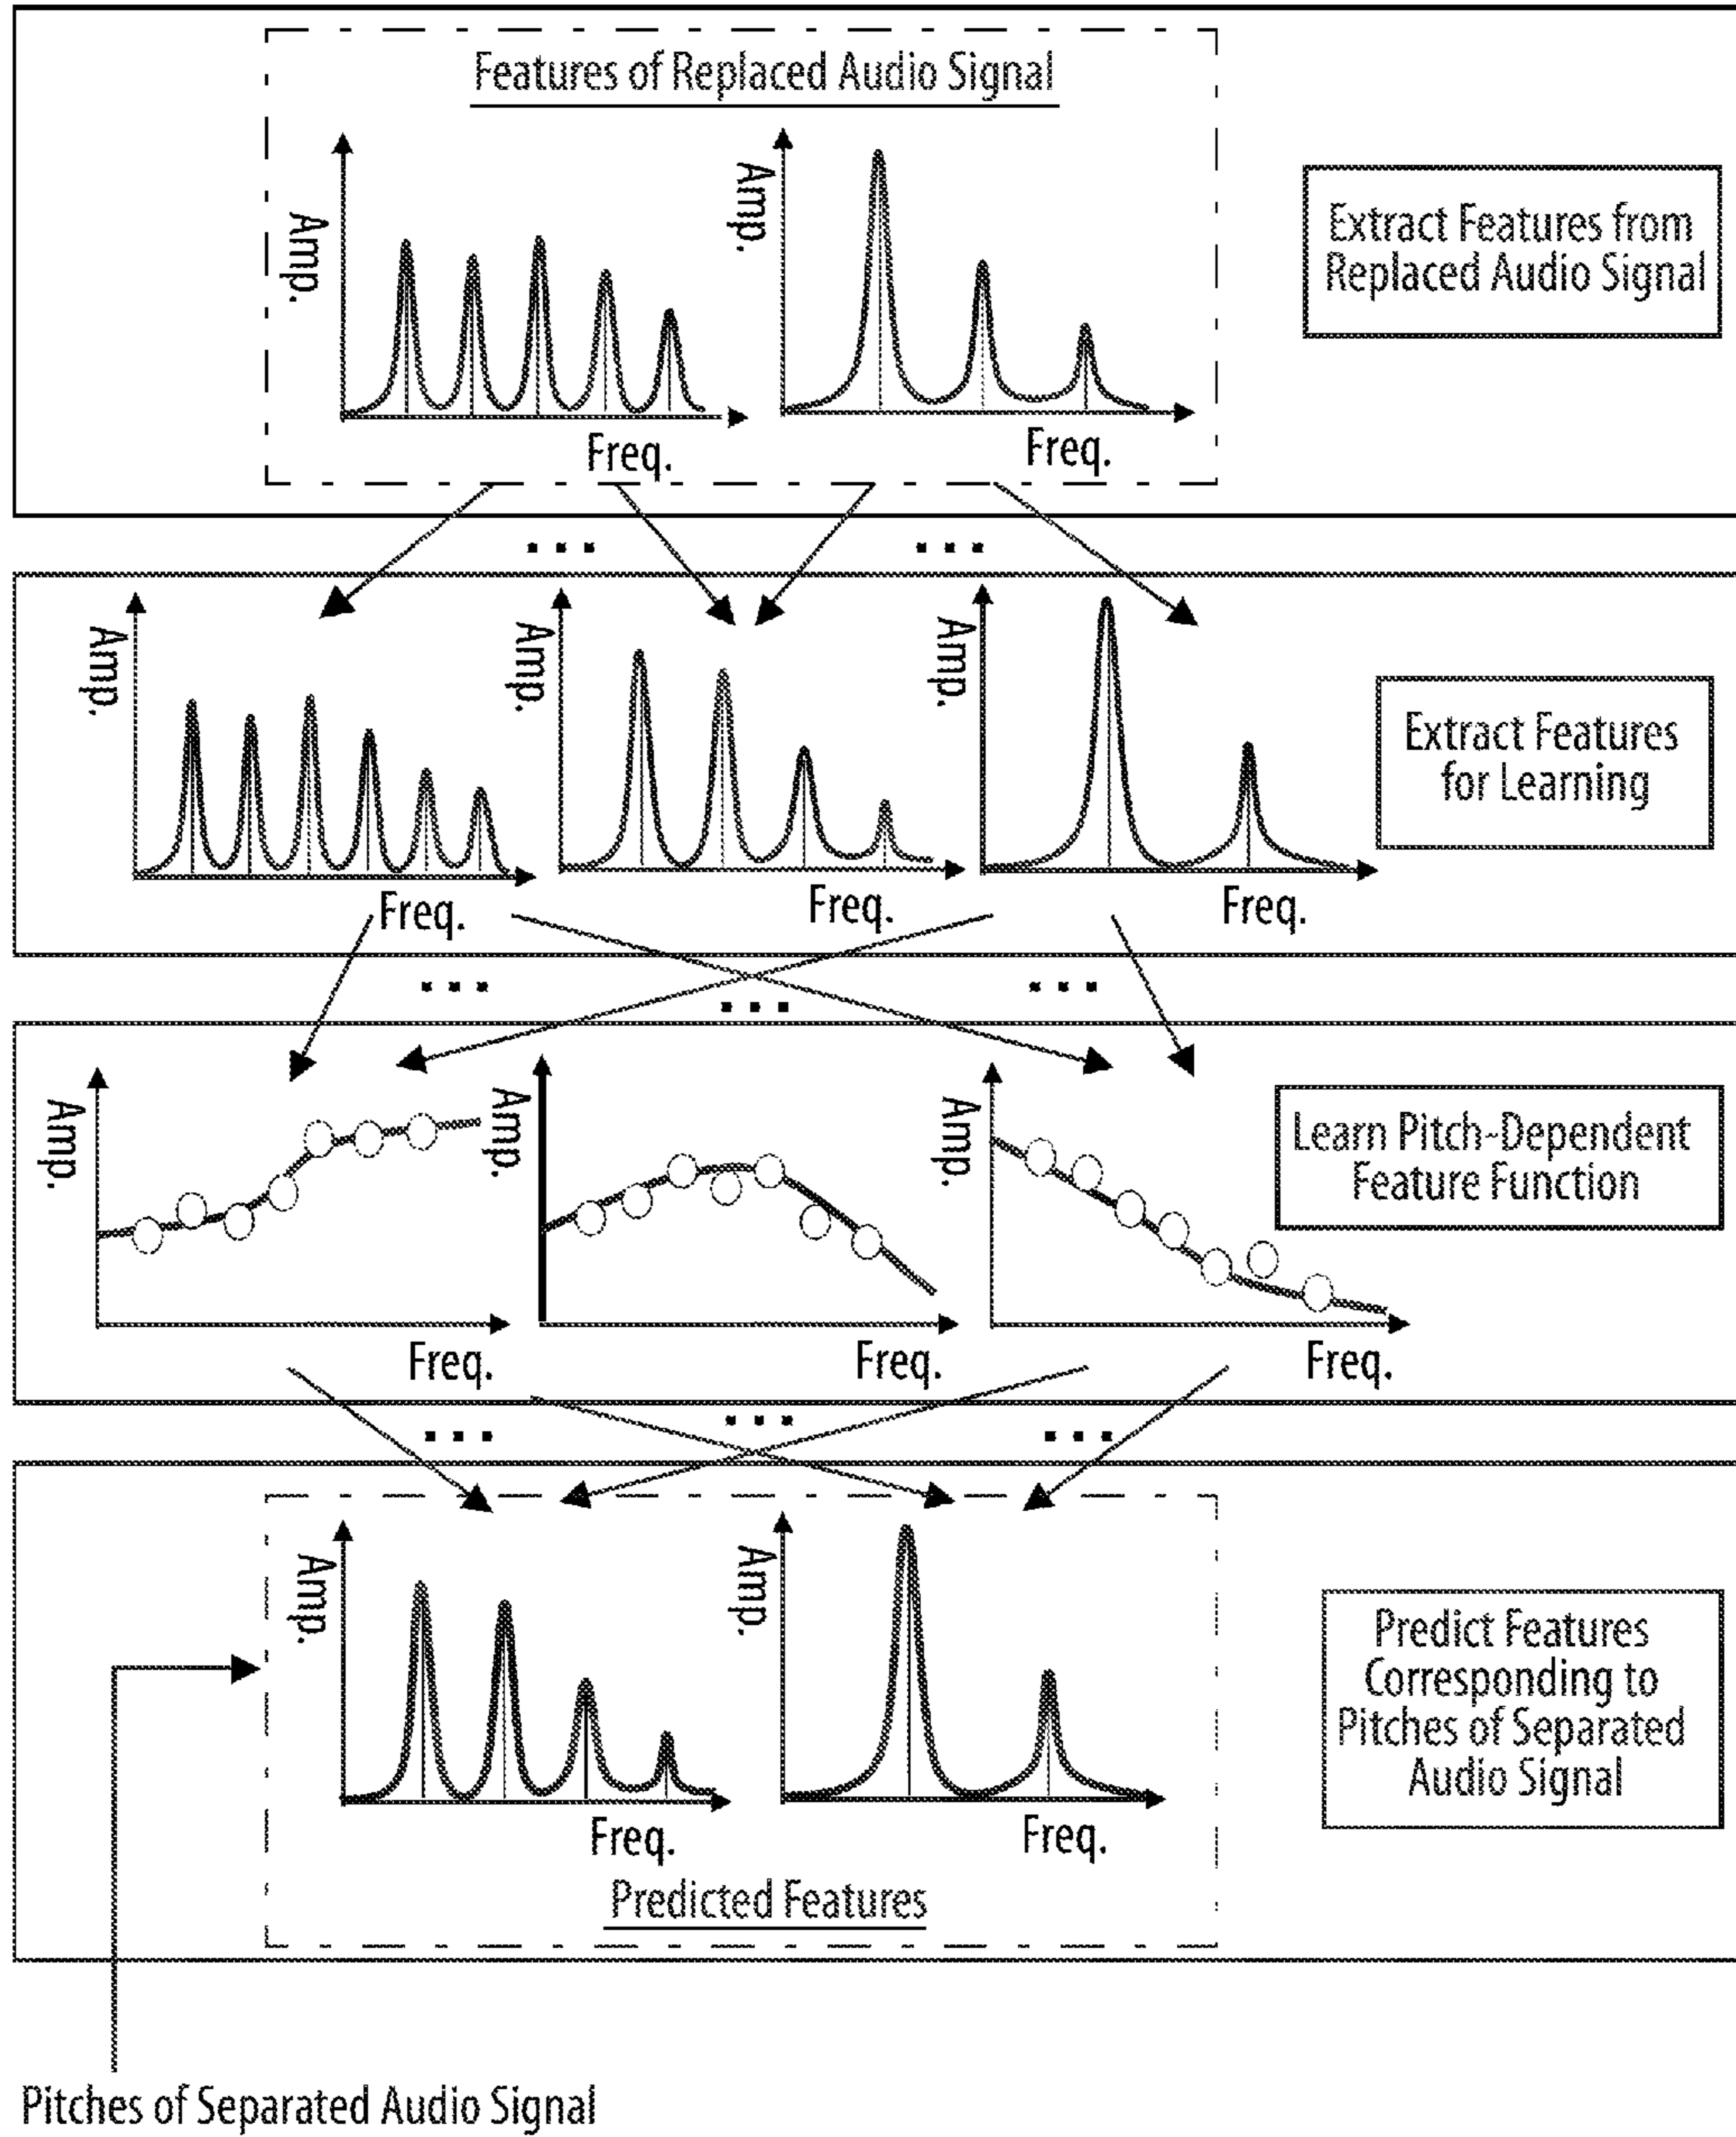 Features of Replaced Audio Signal
Amp.
Freq.
Amp.
Freq.
Extract Features from
Replaced Audio Signal
. . .
. . .
Amp.
Freq.
Amp.
Freq.
Amp.
Freq.
Extract Features
for Learning
. . .
. . .
. . .
Amp.
Freq.
Amp.
Freq.
Amp.
Freq.
Learn Pitch-Dependent
Feature Function
. . .
. . .
. . .
Amp.
Freq.
Amp.
Freq.
Predicted Features
Predict Features
Corresponding to
Pitches of Separated
Audio Signal
Pitches of Separated Audio Signal